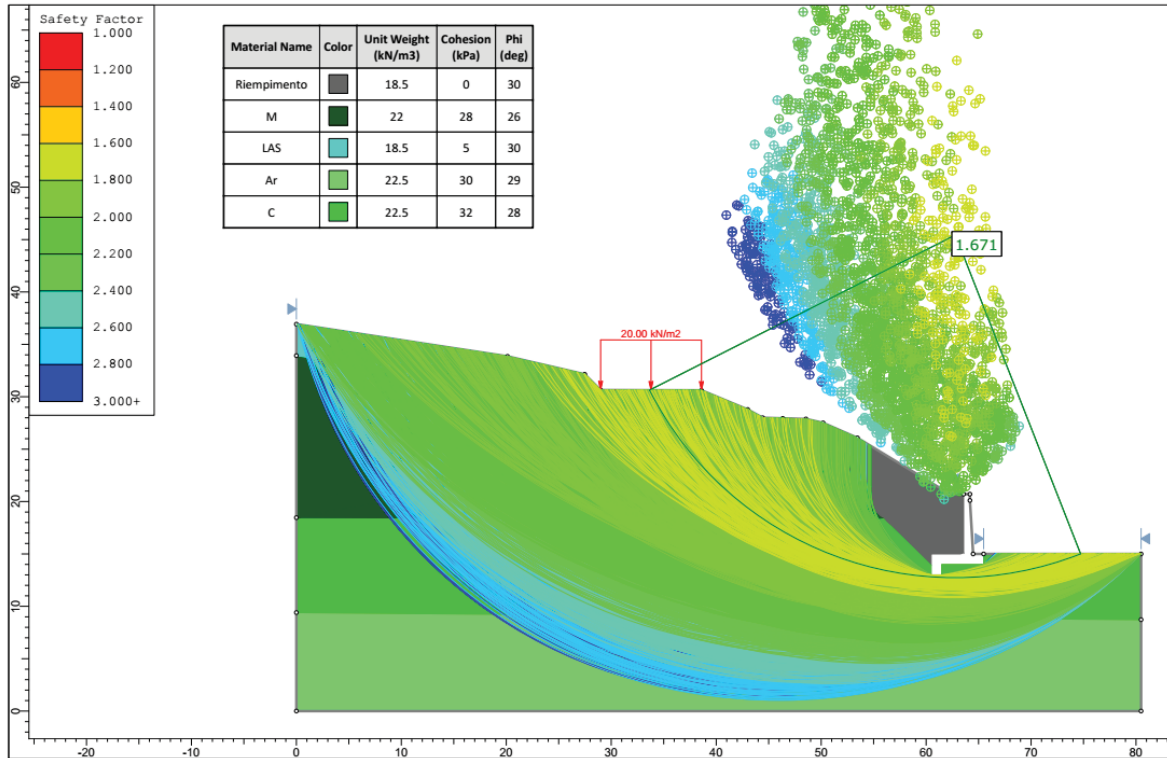 Safety Factor
1.000
1.200
1.400
1.600
1.800
2.000
2.200
2.400
2.600
2.800
3.000+
Material Name Color Unit Weight (kN/m3) Cohesion (kPa) Phi (deg)
Riempimento 18.5 0 30
M 22 28 26
LAS 18.5 5 30
Ar 22.5 30 29
C 22.5 32 28
1.671
20.00 kN/m2
60
50
40
30
20
10
0
-20 -10 0 10 20 30 40 50 60 70 80